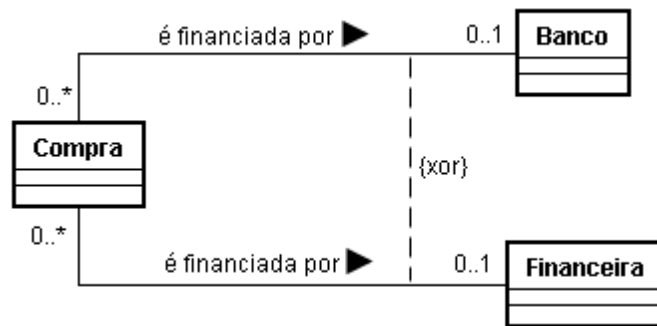 é financiada por ▶ 0..1 Banco
0..*
Compra
{xor}
0..*
é financiada por ▶ 0..1 Financeira